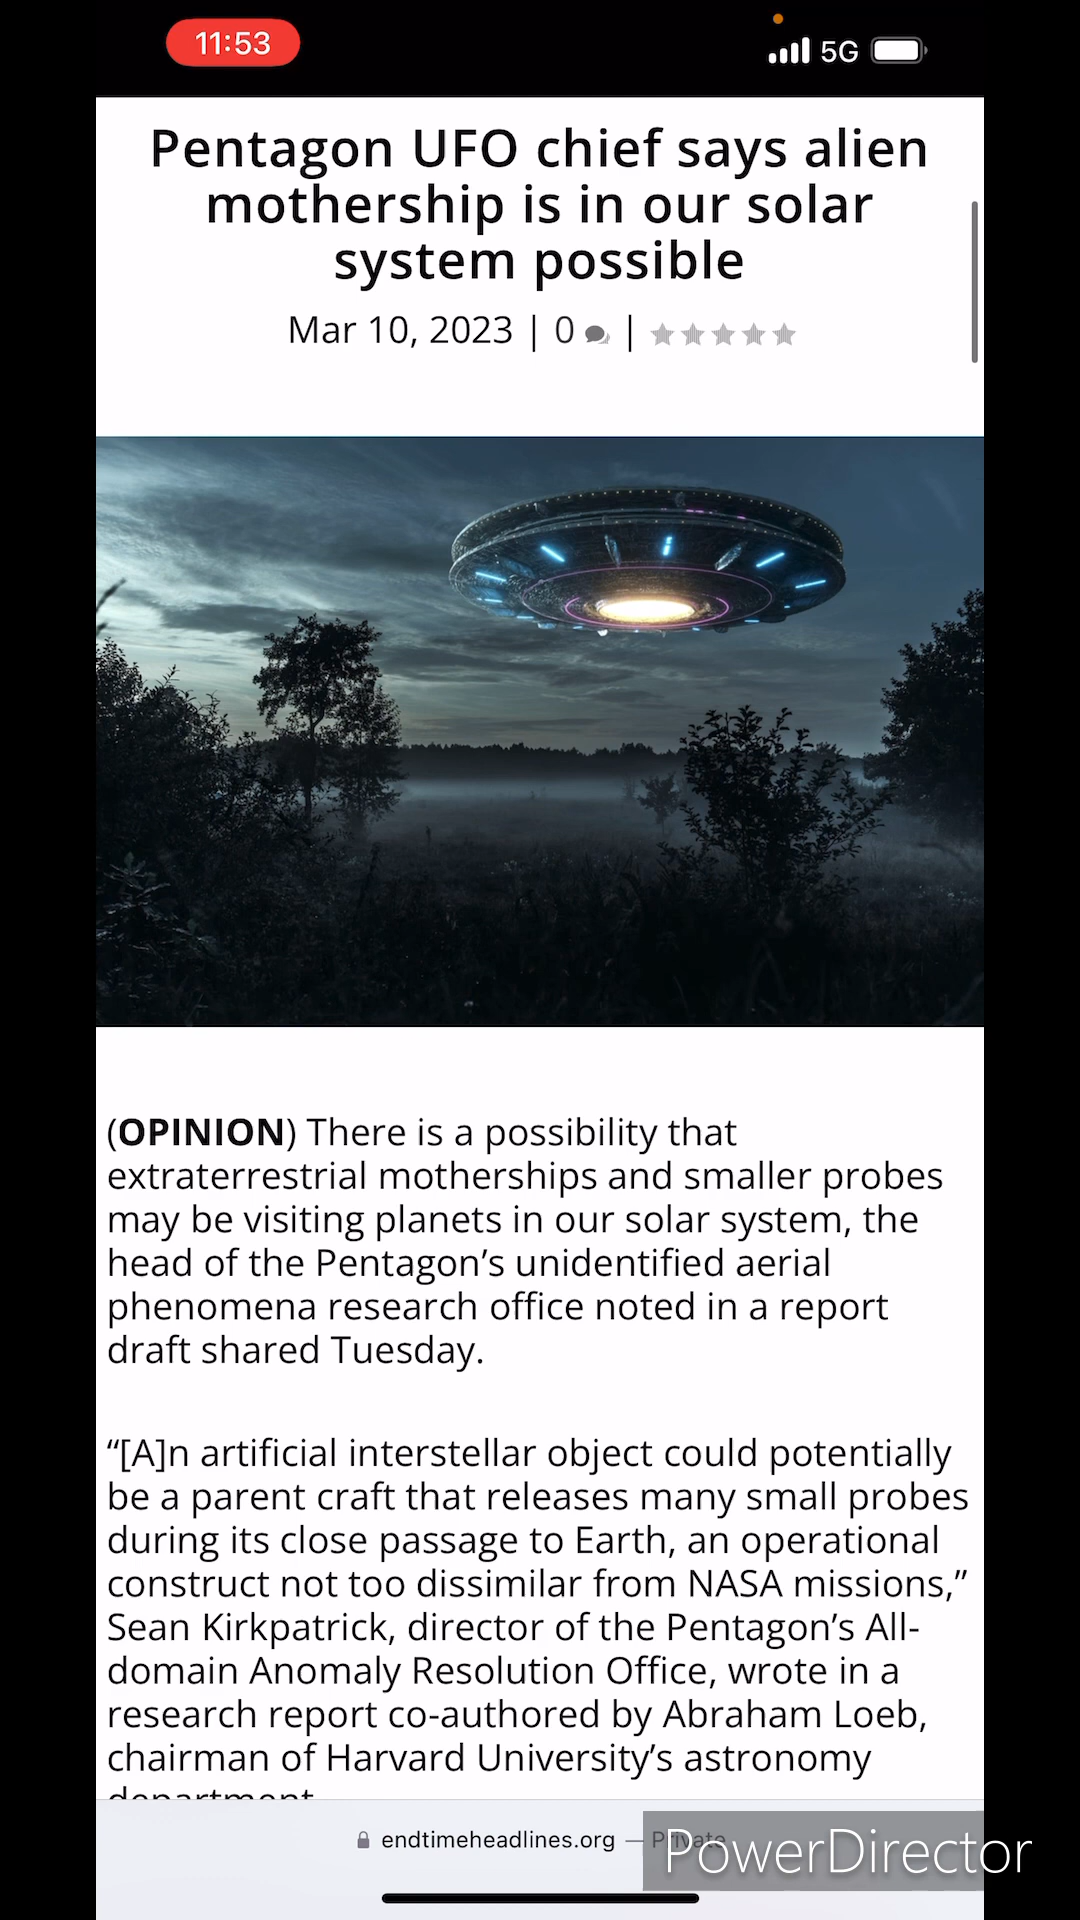 11:53
5G
Pentagon UFO chief says alien
mothership is in our solar
system possible
Mar 10, 2023 | 0 |
(OPINION) There is a possibility that
extraterrestrial motherships and smaller probes
may be visiting planets in our solar system, the
head of the Pentagon’s unidentified aerial
phenomena research office noted in a report
draft shared Tuesday.
“[A]n artificial interstellar object could potentially
be a parent craft that releases many small probes
during its close passage to Earth, an operational
construct not too dissimilar from NASA missions,”
Sean Kirkpatrick, director of the Pentagon’s All-
domain Anomaly Resolution Office, wrote in a
research report co-authored by Abraham Loeb,
chairman of Harvard University’s astronomy
department
endtimeheadlines.org — Private
PowerDirector